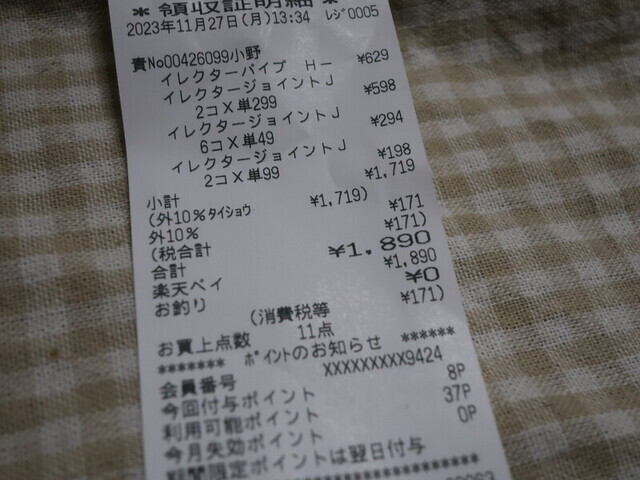 *領収証明細*
2023年11月27日(月)13:34 レジ0005
責No00426099小野
イレクターパイプ H- ¥629
イレクタージョイントJ
2コX単299 ¥598
イレクタージョイントJ
6コX単49 ¥294
イレクタージョイントJ
2コX単99 ¥198
小計 ¥1,719
(外10%タイショウ ¥1,719)
外10% ¥171
(税合計 ¥171)
合計 ¥1,890
楽天ペイ ¥1,890
お釣り ¥0
(消費税等 ¥171)
お買上点数 11点
******* ポイントのお知らせ ******
会員番号 XXXXXXXXX9424
今回付与ポイント 8P
利用可能ポイント 37P
今月失効ポイント 0P
期間限定ポイントは翌日付与